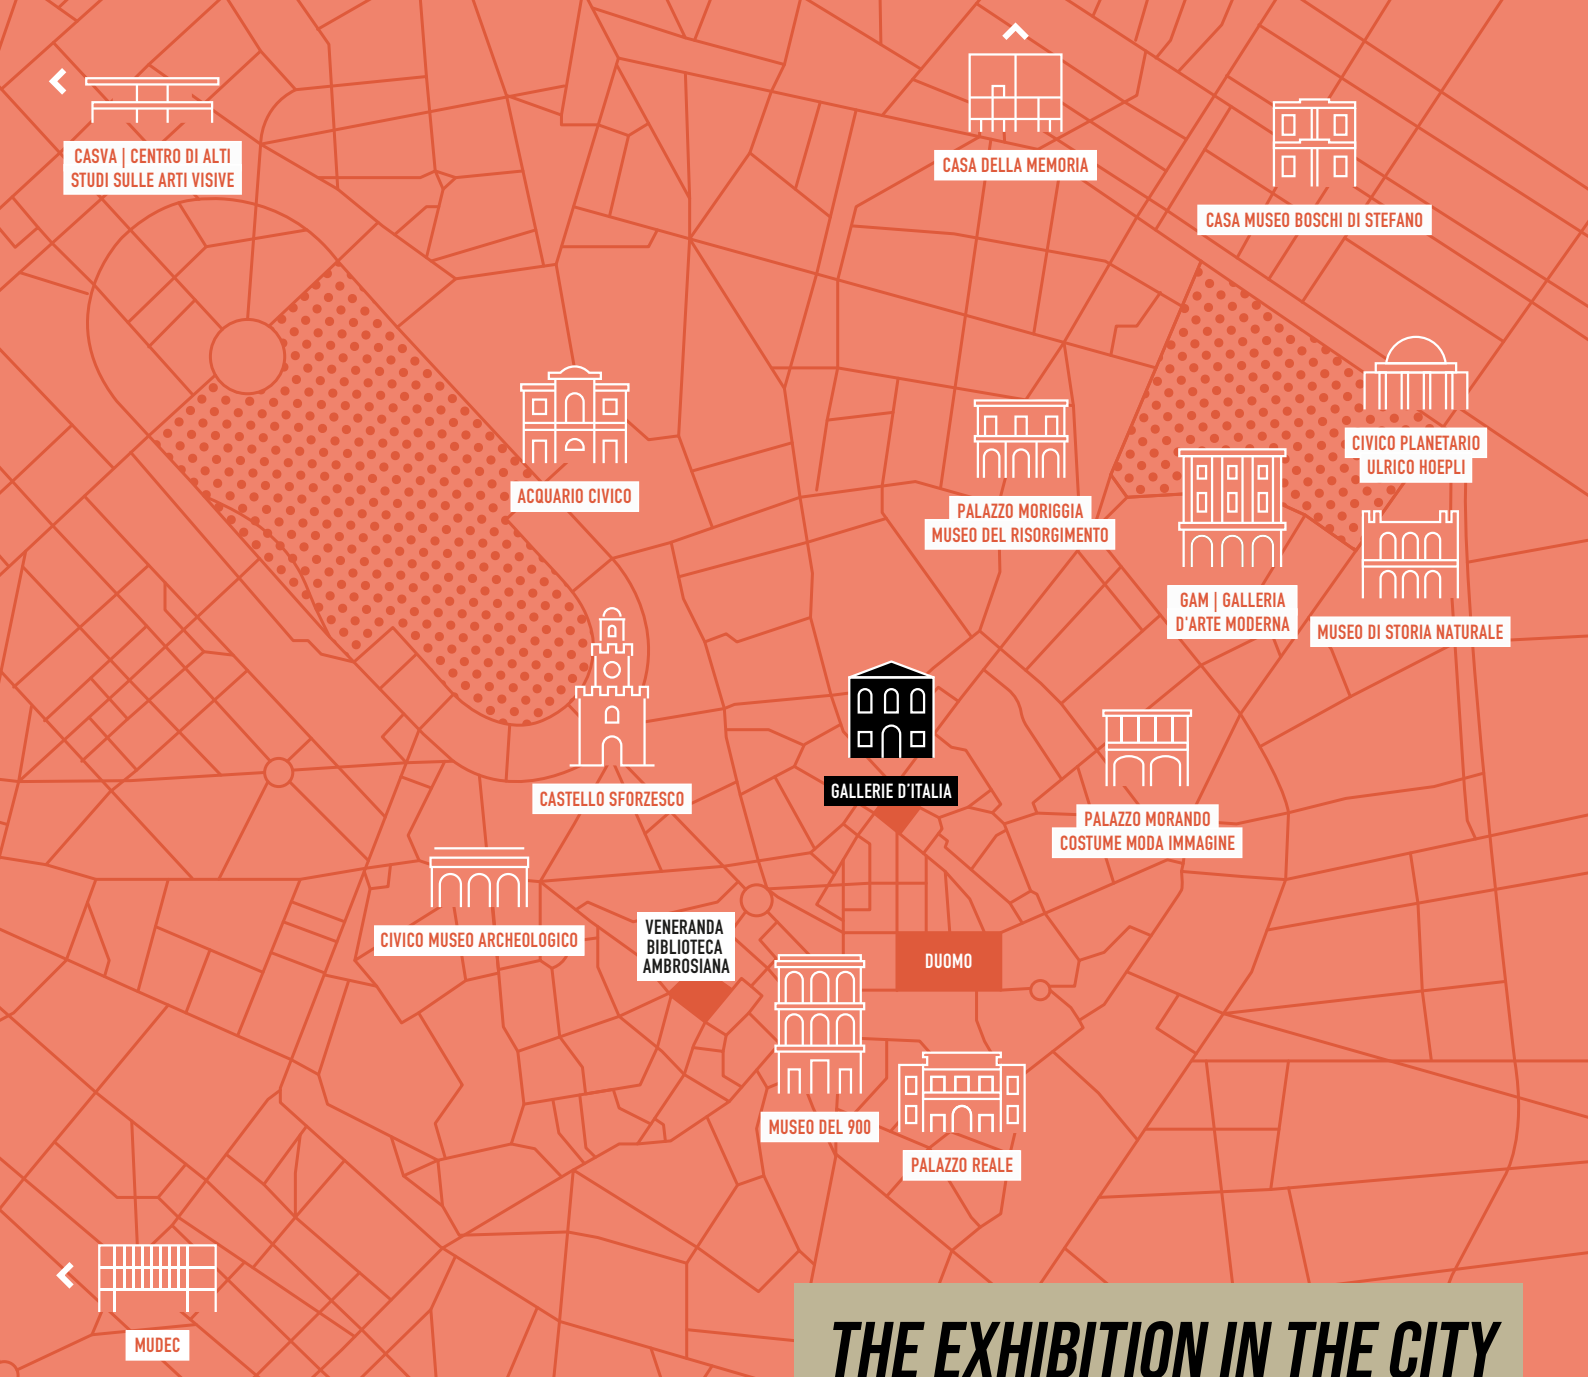 CASVA | CENTRO DI ALTI
STUDI SULLE ARTI VISIVE
CASA DELLA MEMORIA
CASA MUSEO BOSCHI DI STEFANO
CIVICO PLANETARIO
ULRICO HOEPLI
ACQUARIO CIVICO
PALAZZO MORIGGIA
MUSEO DEL RISORGIMENTO
GAM | GALLERIA
D'ARTE MODERNA
MUSEO DI STORIA NATURALE
CASTELLO SFORZESCO
GALLERIE D'ITALIA
PALAZZO MORANDO
COSTUME MODA IMMAGINE
CIVICO MUSEO ARCHEOLOGICO
VENERANDA
BIBLIOTECA
AMBROSIANA
DUOMO
MUSEO DEL 900
PALAZZO REALE
MUDEC
THE EXHIBITION IN THE CITY